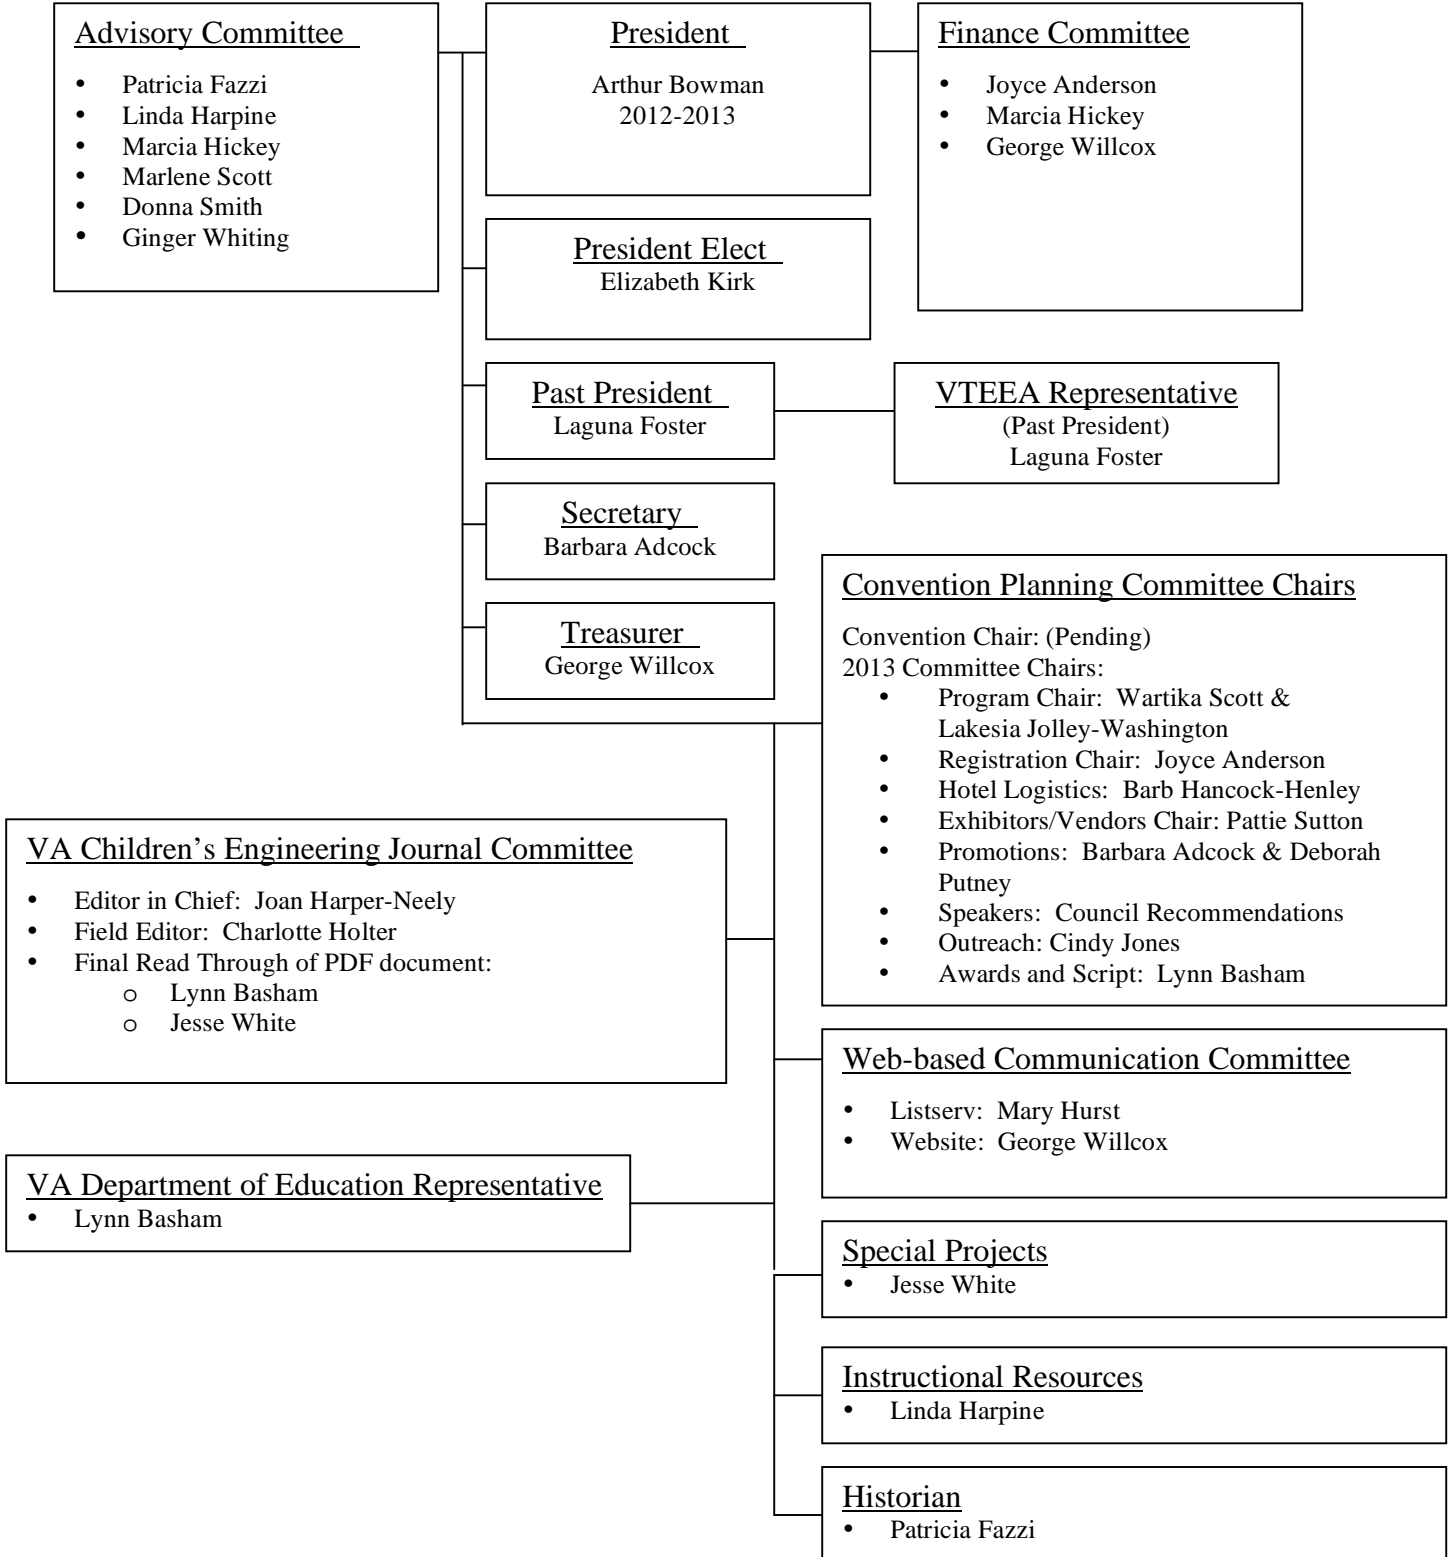 Advisory Committee
• Patricia Fazzi
• Linda Harpine
• Marcia Hickey
• Marlene Scott
• Donna Smith
• Ginger Whiting
President
Arthur Bowman
2012-2013
Finance Committee
• Joyce Anderson
• Marcia Hickey
• George Willcox
President Elect
Elizabeth Kirk
Past President
Laguna Foster
VTEEA Representative
(Past President)
Laguna Foster
Secretary
Barbara Adcock
Treasurer
George Willcox
Convention Planning Committee Chairs
Convention Chair: (Pending)
2013 Committee Chairs:
• Program Chair: Wartika Scott &
Lakesia Jolley-Washington
• Registration Chair: Joyce Anderson
• Hotel Logistics: Barb Hancock-Henley
• Exhibitors/Vendors Chair: Pattie Sutton
• Promotions: Barbara Adcock & Deborah
Putney
• Speakers: Council Recommendations
• Outreach: Cindy Jones
• Awards and Script: Lynn Basham
VA Children’s Engineering Journal Committee
• Editor in Chief: Joan Harper-Neely
• Field Editor: Charlotte Holter
• Final Read Through of PDF document:
o Lynn Basham
o Jesse White
Web-based Communication Committee
• Listserv: Mary Hurst
• Website: George Willcox
VA Department of Education Representative
• Lynn Basham
Special Projects
• Jesse White
Instructional Resources
• Linda Harpine
Historian
• Patricia Fazzi